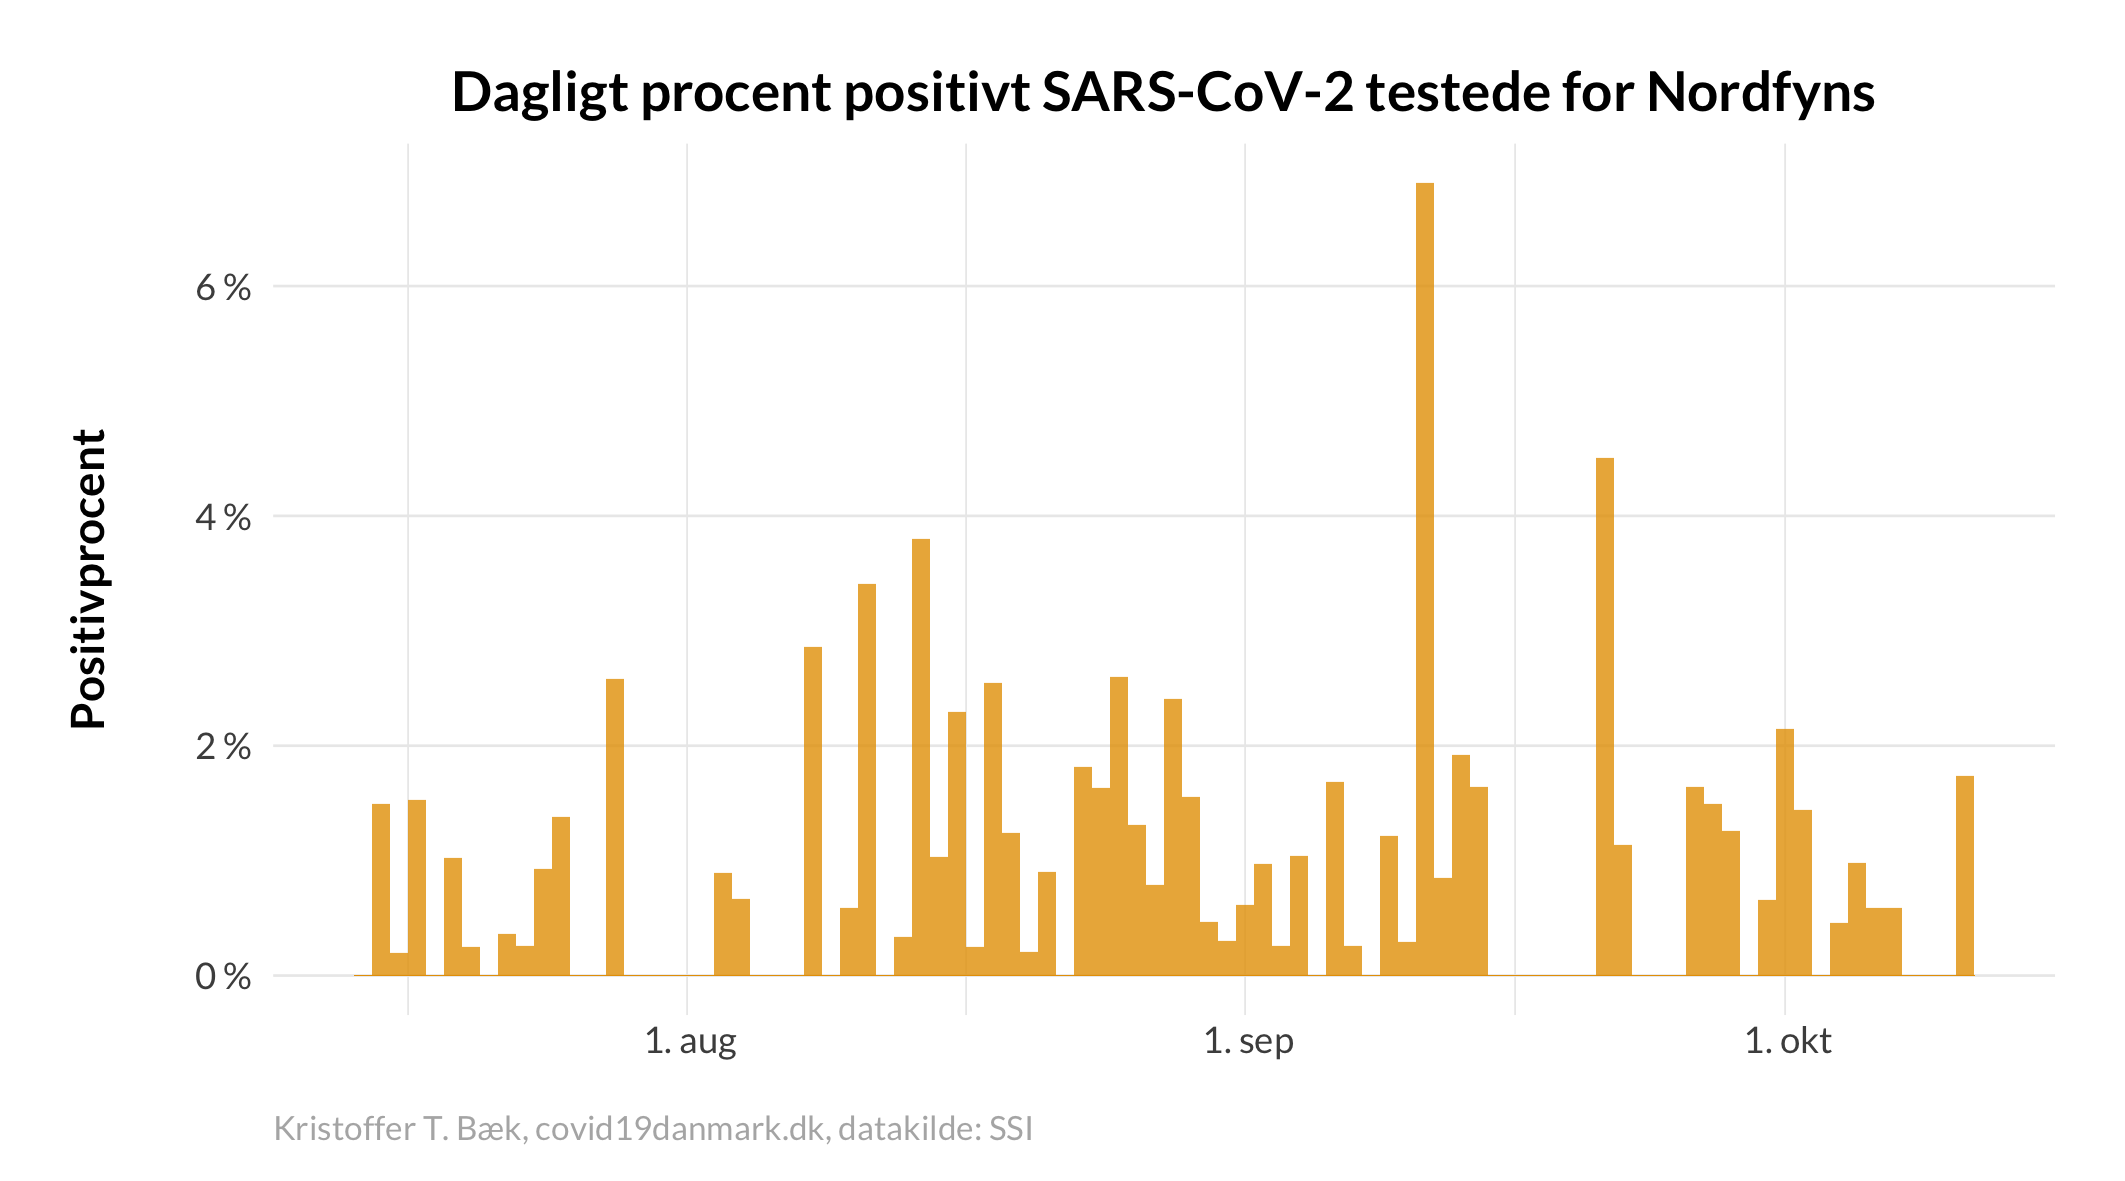 Dagligt procent positivt SARS-CoV-2 testede for Nordfyns
Positivprocent
6 %
4 %
2 %
0 %
1. aug
1. sep
1. okt
Kristoffer T. Bæk, covid19danmark.dk, datakilde: SSI